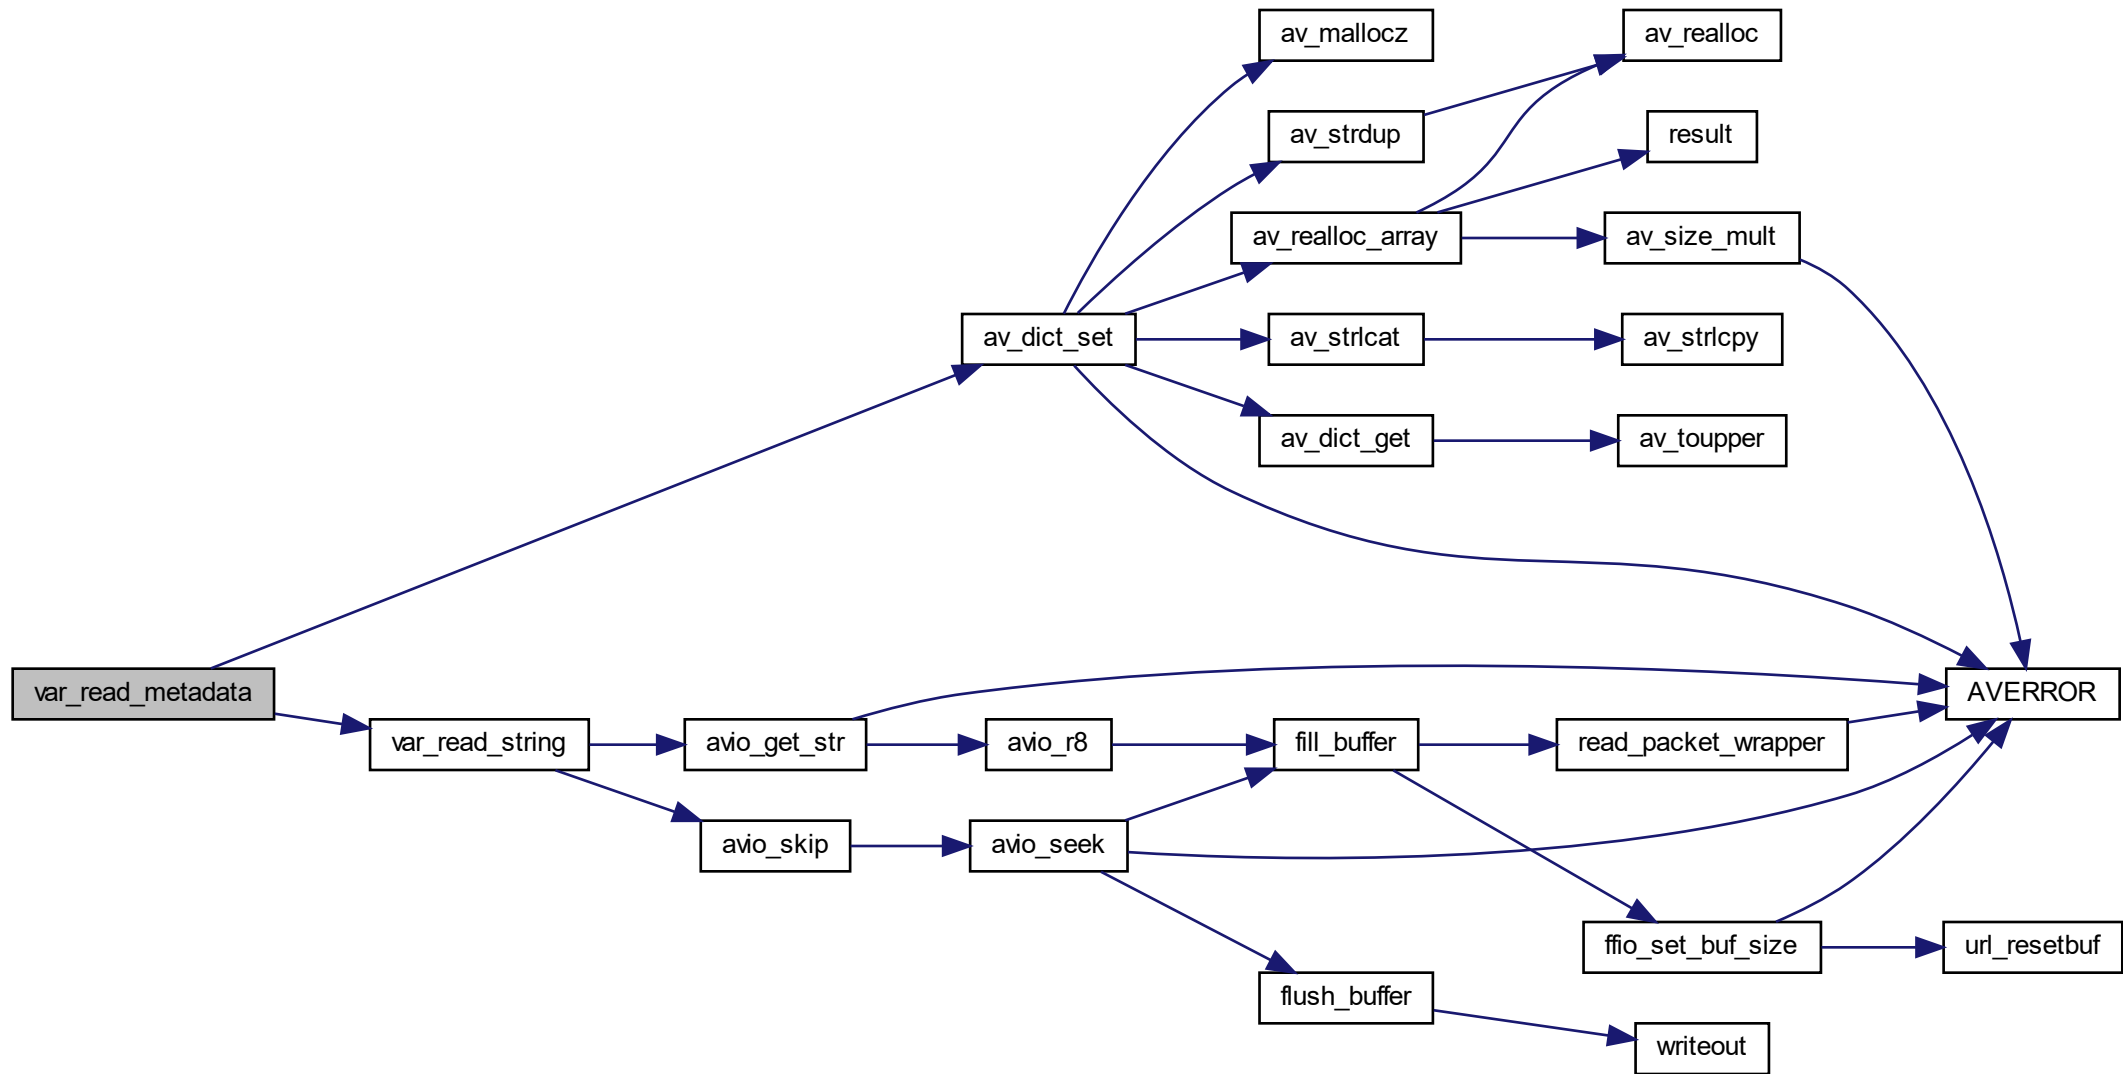 av_mallocz
av_realloc
av_strdup
result
av_realloc_array
av_size_mult
av_dict_set
av_strlcat
av_strlcpy
av_dict_get
av_toupper
var_read_metadata
AVERROR
var_read_string
avio_get_str
avio_r8
fill_buffer
read_packet_wrapper
avio_skip
avio_seek
ffio_set_buf_size
url_resetbuf
flush_buffer
writeout